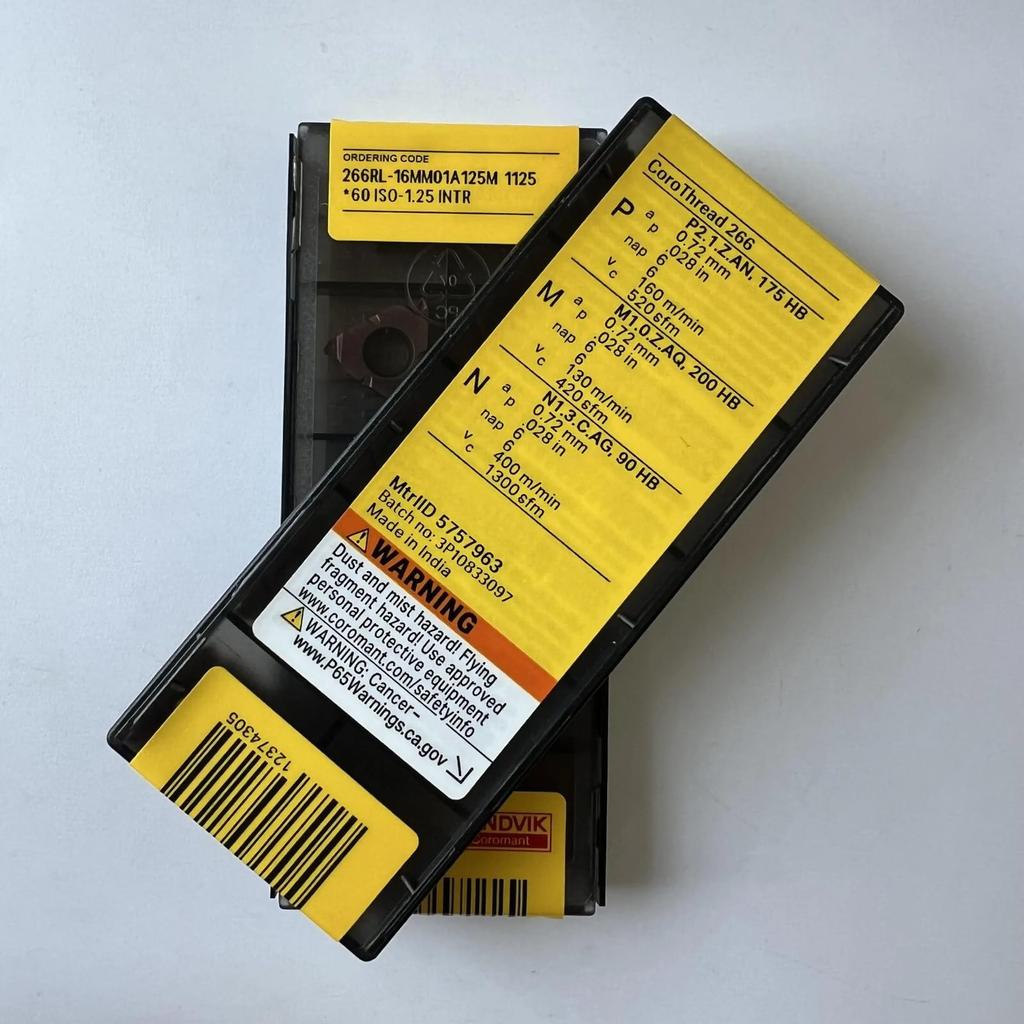 ORDERING CODE
266RL-16MM01A125M 1125
*60 ISO-1.25 INTR
CoroThread 266
P P2.1.Z.AN, 175 HB
ap 0.72 mm
.028 in
nap 6
6
vc 160 m/min
520 sfm
M M1.0.Z.AQ, 200 HB
ap 0.72 mm
.028 in
nap 6
6
vc 130 m/min
420 sfm
N N1.3.C.AG, 90 HB
ap 0.72 mm
.028 in
nap 6
6
vc 400 m/min
1300 sfm
MtrlID 5757963
Batch no: 3P10833097
Made in India
WARNING
Dust and mist hazard! Flying
fragment hazard! Use approved
personal protective equipment
www.coromant.com/safetyinfo
WARNING: Cancer–
www.P65Warnings.ca.gov
12374305
NDVIK
Coromant